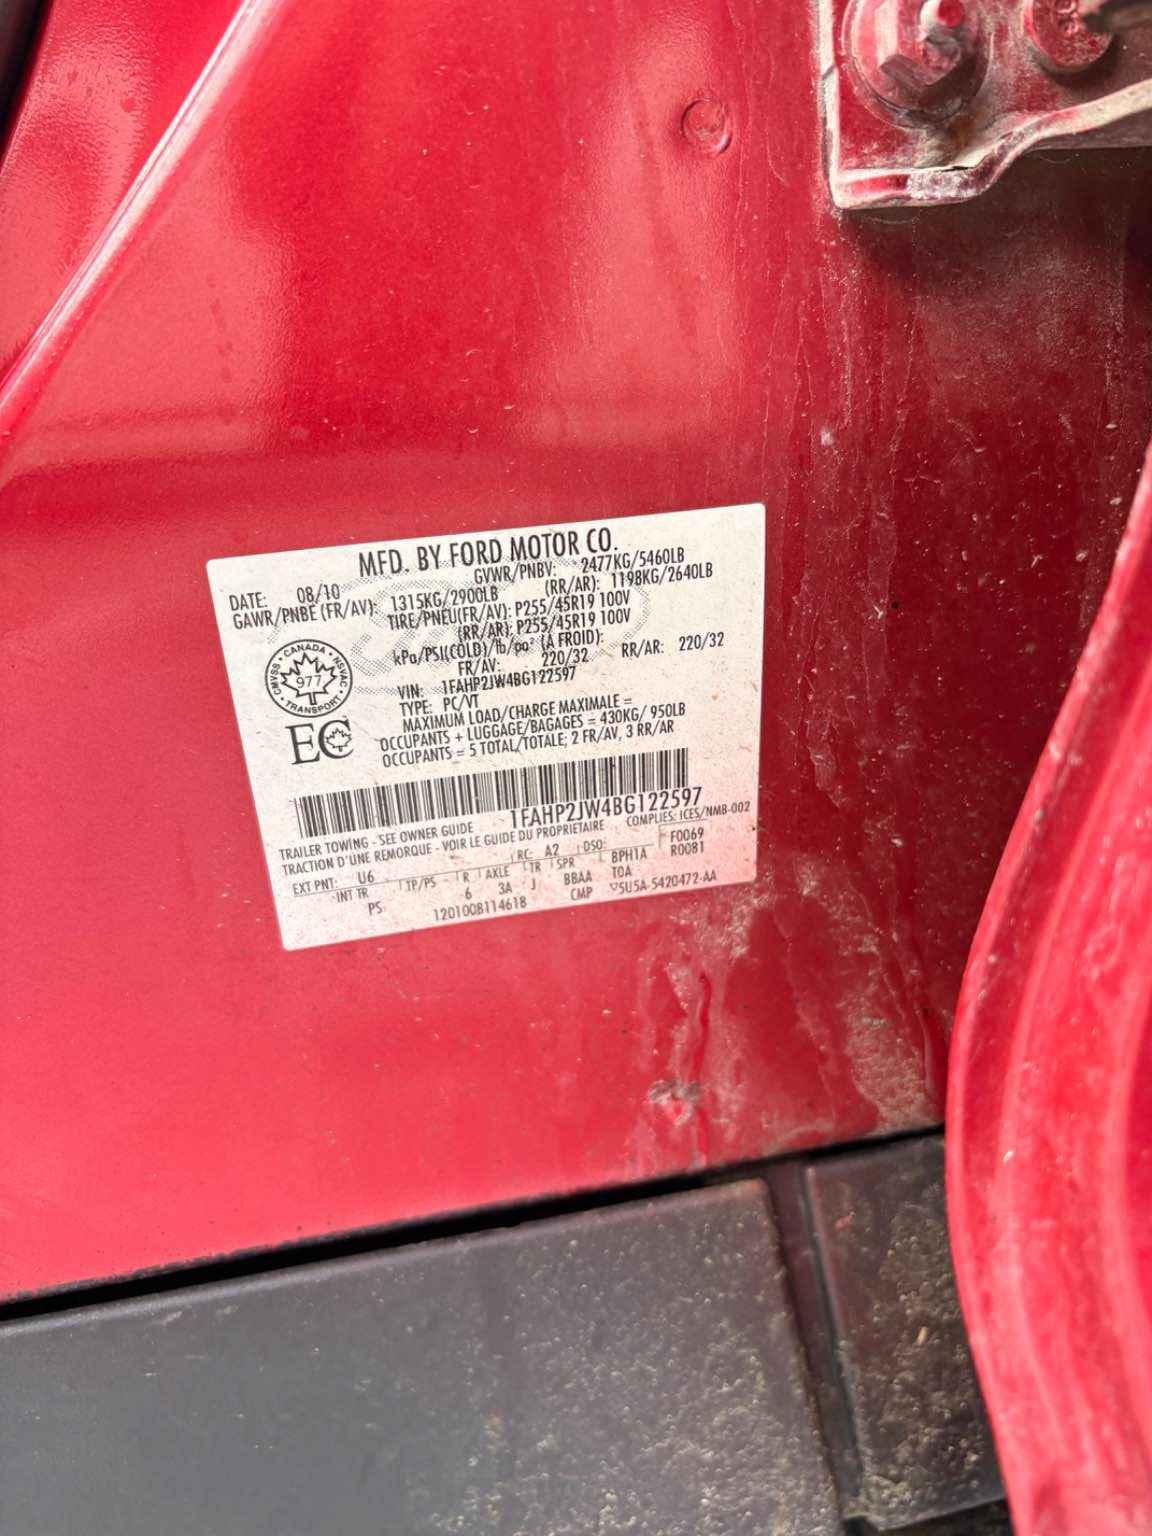 MFD. BY FORD MOTOR CO.
DATE: 08/10 GVWR/PNBV: 2477KG/5460LB
GAWR/PNBE (FR/AV): 1315KG/2900LB (RR/AR): 1198KG/2640LB
TIRE/PNEU(FR/AV): P255/45R19 100V
(RR/AR): P255/45R19 100V
kPa/PSI(COLD)/lb/po² (A FROID):
FR/AV: 220/32 RR/AR: 220/32
VIN: 1FAHP2JW4BG122597
TYPE: PC/VT
MAXIMUM LOAD/CHARGE MAXIMALE =
OCCUPANTS + LUGGAGE/BAGAGES = 430KG/ 950LB
OCCUPANTS = 5 TOTAL/TOTALE; 2 FR/AV, 3 RR/AR
CANADA
CMVSS · NSVAC
977
TRANSPORT
EC
1FAHP2JW4BG122597
TRAILER TOWING - SEE OWNER GUIDE COMPLIES: ICES/NMB-002
TRACTION D'UNE REMORQUE - VOIR LE GUIDE DU PROPRIETAIRE
EXT PNT: U6 RC: A2 DSO: F0069
INT TR TP/PS R AXLE TR SPR BPH1A R0081
6 3A J BBAA T0A
PS CMP ▽5U5A-5420472-AA
1201008114618